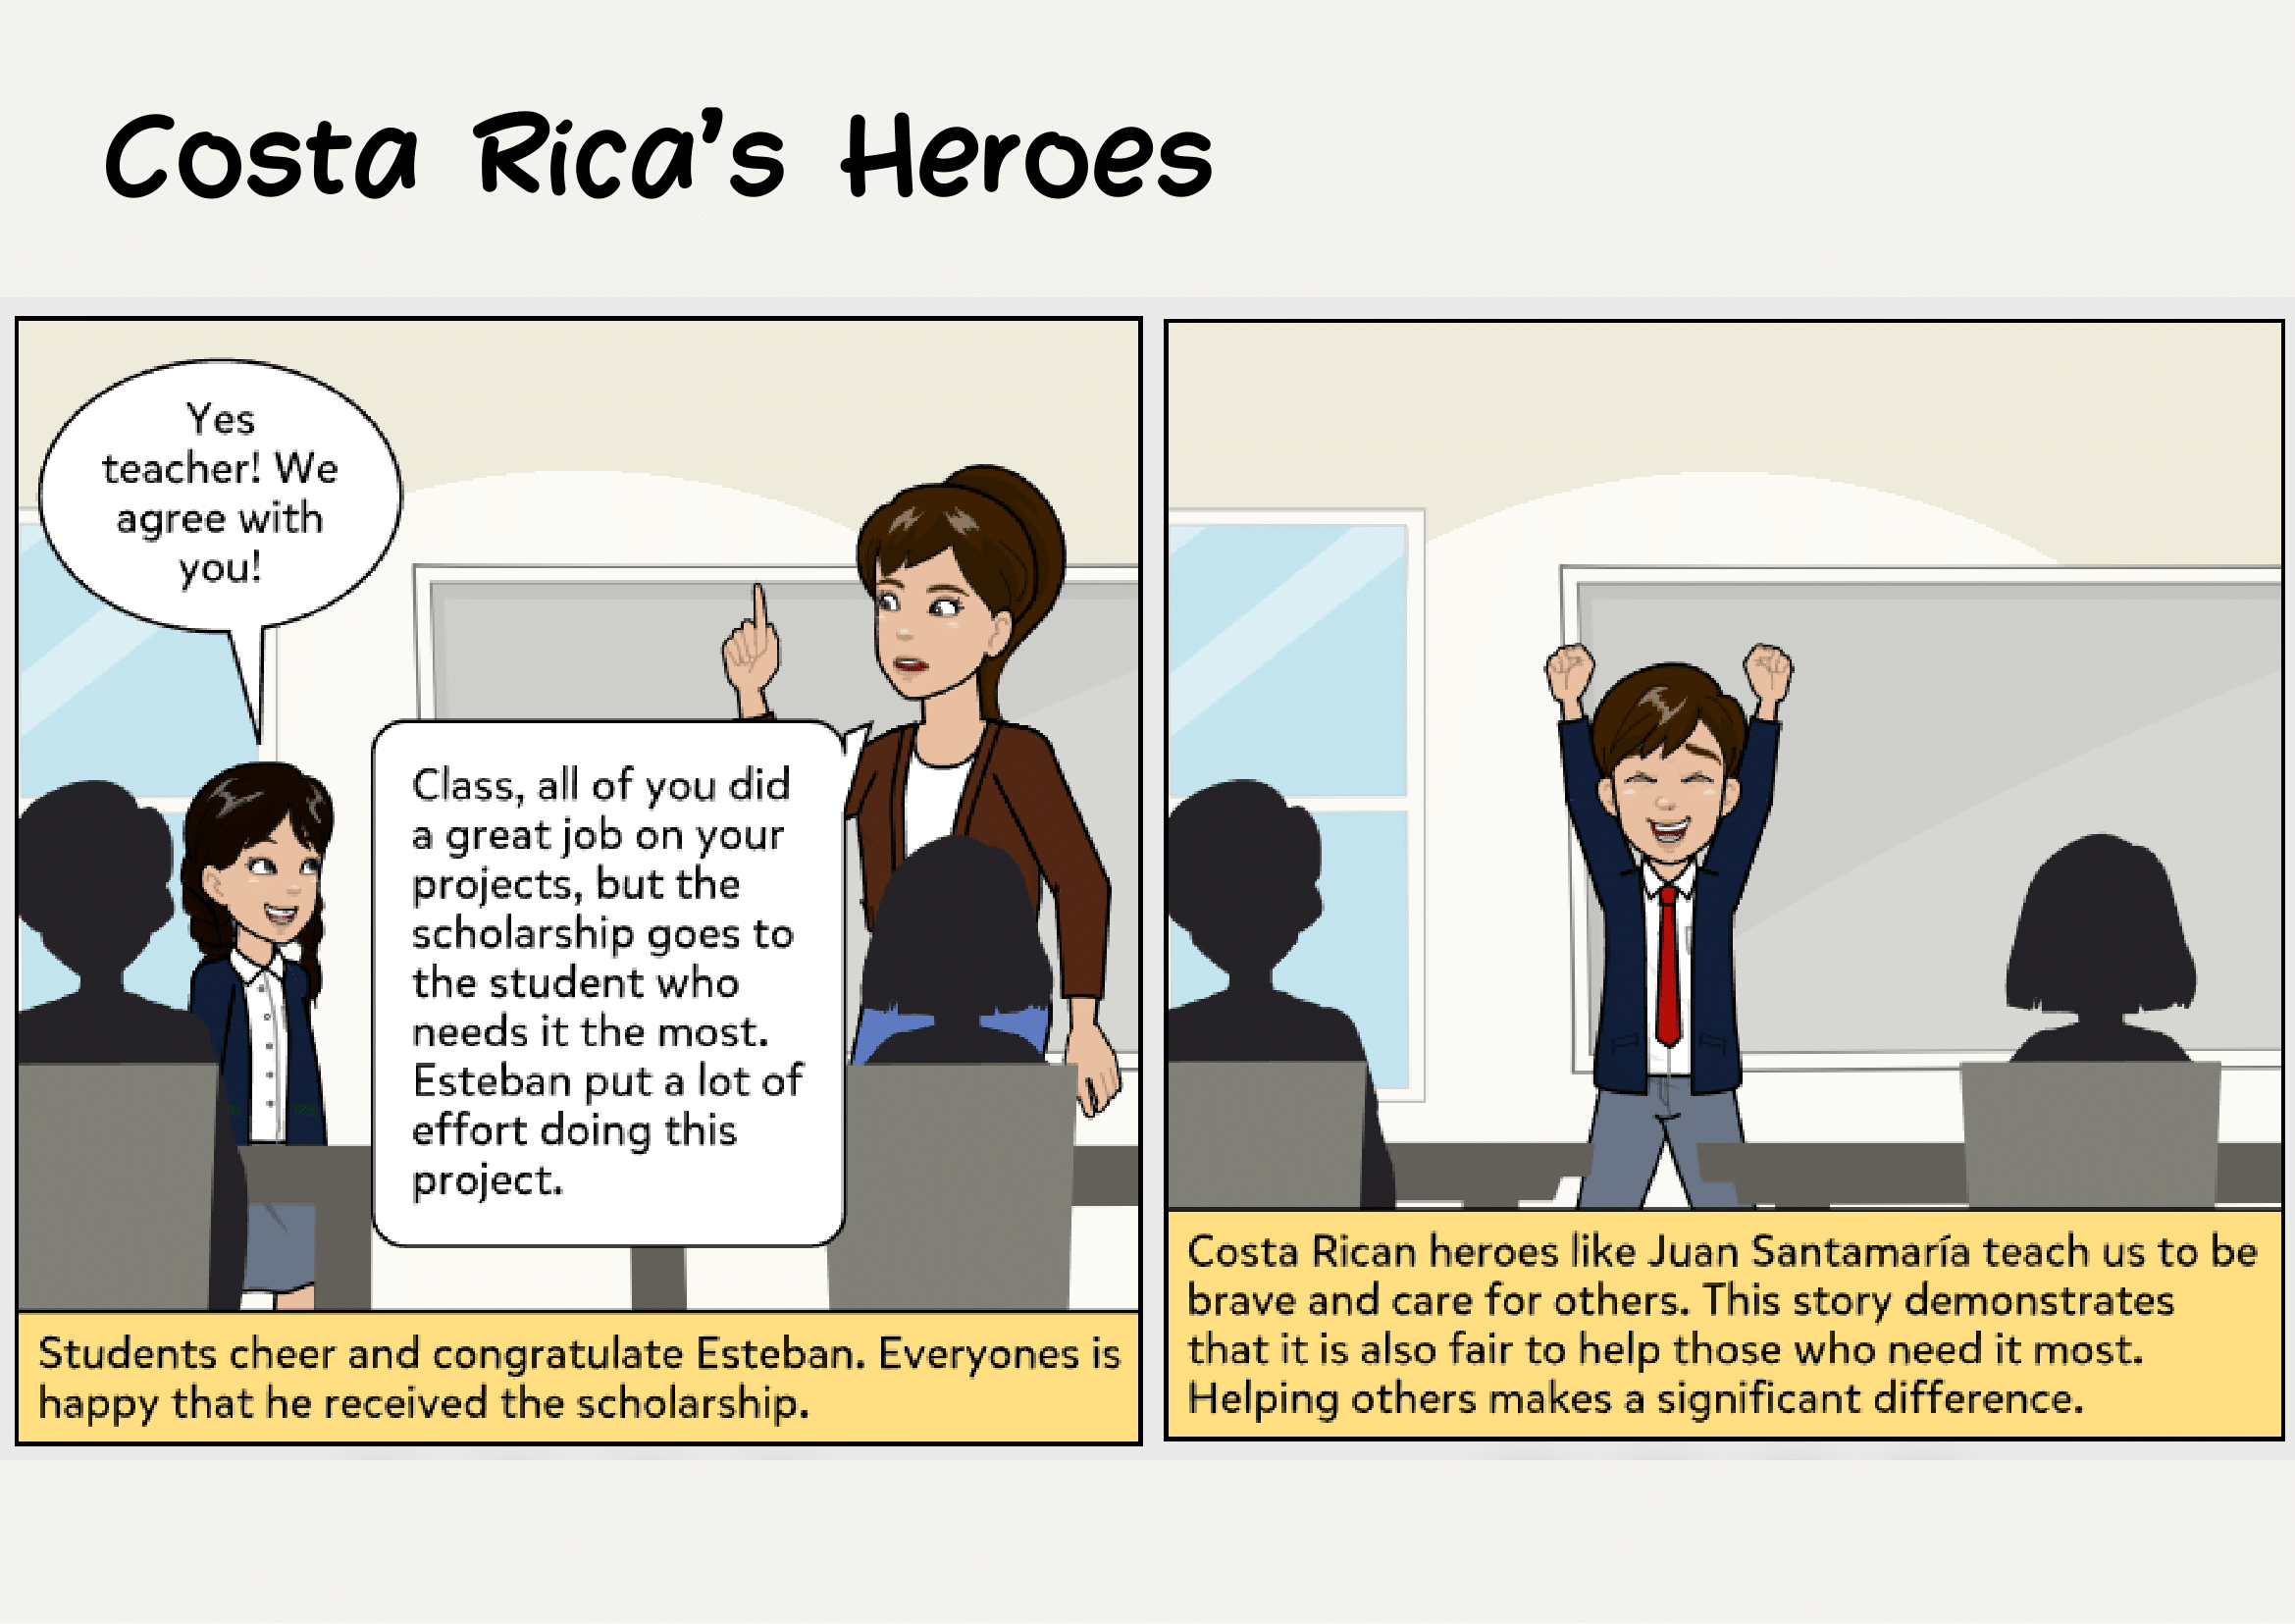 Costa Rica's Heroes
Yes
teacher! We
agree with
you!
Class, all of you did
a great job on your
projects, but the
scholarship goes to
the student who
needs it the most.
Esteban put a lot of
effort doing this
project.
Students cheer and congratulate Esteban. Everyones is
happy that he received the scholarship.
Costa Rican heroes like Juan Santamaría teach us to be
brave and care for others. This story demonstrates
that it is also fair to help those who need it most.
Helping others makes a significant difference.